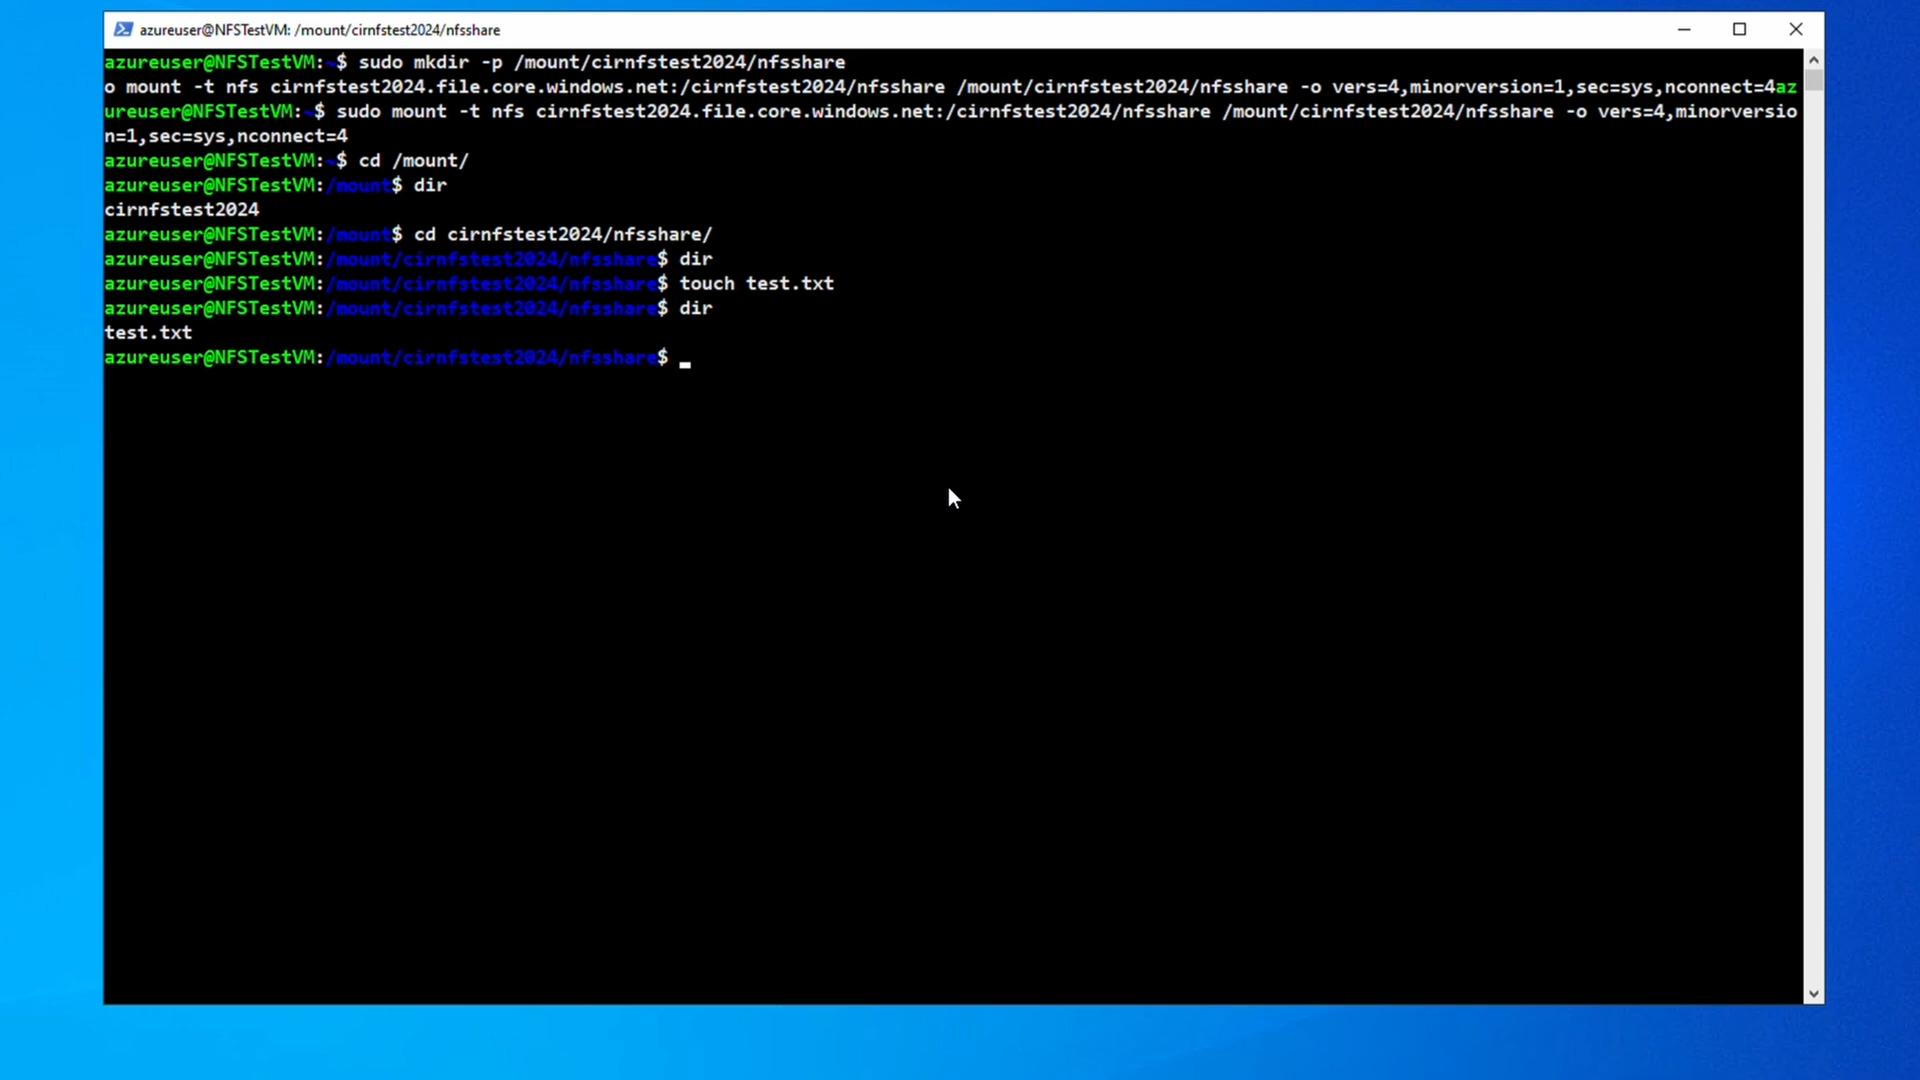 azureuser@NFSTestVM: /mount/cirnfstest2024/nfsshare
azureuser@NFSTestVM:~$ sudo mkdir -p /mount/cirnfstest2024/nfsshare
o mount -t nfs cirnfstest2024.file.core.windows.net:/cirnfstest2024/nfsshare /mount/cirnfstest2024/nfsshare -o vers=4,minorversion=1,sec=sys,nconnect=4az
ureuser@NFSTestVM:~$ sudo mount -t nfs cirnfstest2024.file.core.windows.net:/cirnfstest2024/nfsshare /mount/cirnfstest2024/nfsshare -o vers=4,minorversio
n=1,sec=sys,nconnect=4
azureuser@NFSTestVM:~$ cd /mount/
azureuser@NFSTestVM:/mount$ dir
cirnfstest2024
azureuser@NFSTestVM:/mount$ cd cirnfstest2024/nfsshare/
azureuser@NFSTestVM:/mount/cirnfstest2024/nfsshare$ dir
azureuser@NFSTestVM:/mount/cirnfstest2024/nfsshare$ touch test.txt
azureuser@NFSTestVM:/mount/cirnfstest2024/nfsshare$ dir
test.txt
azureuser@NFSTestVM:/mount/cirnfstest2024/nfsshare$